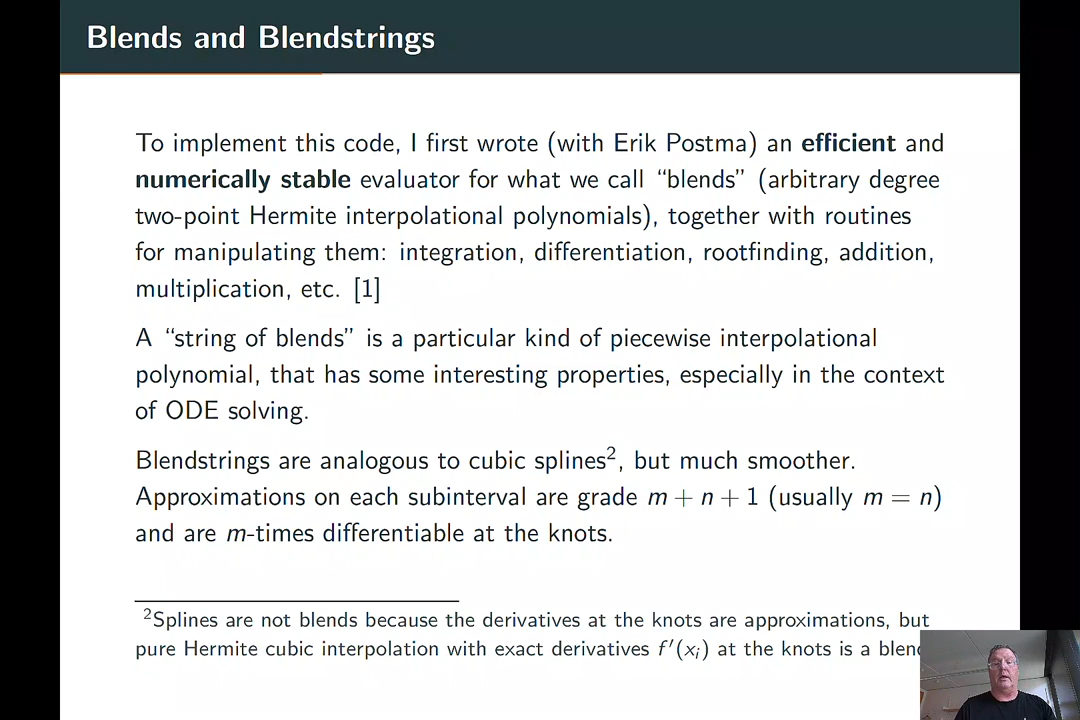 Blends and Blendstrings
To implement this code, I first wrote (with Erik Postma) an efficient and
numerically stable evaluator for what we call “blends” (arbitrary degree
two-point Hermite interpolational polynomials), together with routines
for manipulating them: integration, differentiation, rootfinding, addition,
multiplication, etc. [1]
A “string of blends” is a particular kind of piecewise interpolational
polynomial, that has some interesting properties, especially in the context
of ODE solving.
Blendstrings are analogous to cubic splines², but much smoother.
Approximations on each subinterval are grade m + n + 1 (usually m = n)
and are m-times differentiable at the knots.
²Splines are not blends because the derivatives at the knots are approximations, but
pure Hermite cubic interpolation with exact derivatives f′(xᵢ) at the knots is a blen